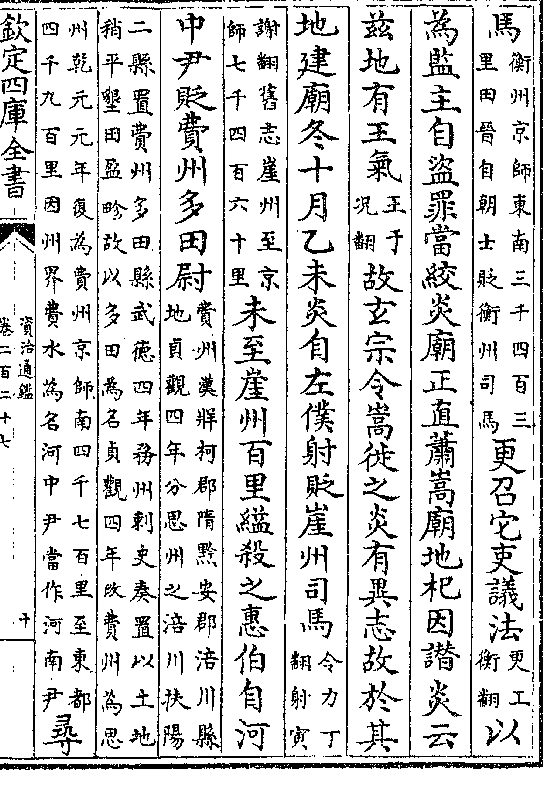 馬衡州京師東南三千四百三
里田晉自朝士貶衡州司馬更召它吏議法更工
衡翻以
為監主自盜罪當絞炎廟正直蕭嵩廟地杞因譖炎云
兹地有王氣王于
况翻故玄宗令嵩徙之炎有異志故於其
地建廟冬十月乙未炎自左僕射貶崖州司馬令力丁
翻射寅
謝翻舊志崖州至京
師七千四百六十里未至崖州百里縊殺之惠伯自河
中尹貶費州多田尉費州漢牂柯郡隋黔安郡涪川縣
地貞觀四年分思州之涪川扶陽
二縣置費州多田縣武德四年務州刺史奏置以土地
稍平墾田盈畛故以多田為名貞觀四年改費州為思
州乾元元年復為費州京師南四千七百里至東都
四千九百里因州界費水為名河中尹當作河南尹尋
欽定四庫全書
資治通鑑
卷二百二十七
十